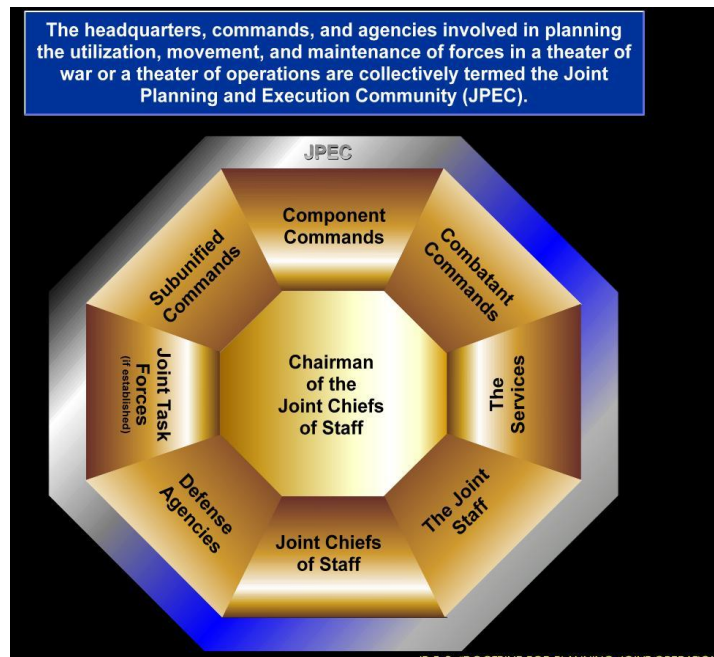 The headquarters, commands, and agencies involved in planning
the utilization, movement, and maintenance of forces in a theater of
war or a theater of operations are collectively termed the Joint
Planning and Execution Community (JPEC).
JPEC
Component
Commands
Combatant
Commands
The
Services
The Joint
Staff
Joint Chiefs
of Staff
Defense
Agencies
Joint Task
Forces
(if established)
Subunified
Commands
Chairman
of the
Joint Chiefs
of Staff